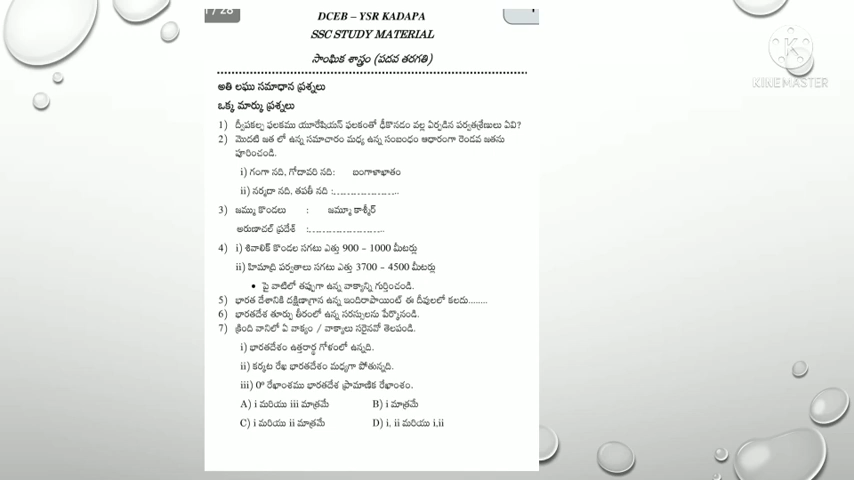 1 / 28
DCEB – YSR KADAPA
SSC STUDY MATERIAL
సాంఘిక శాస్త్రం (పదవ తరగతి)
అతి లఘు సమాధాన ప్రశ్నలు
ఒక్క మార్కు ప్రశ్నలు
1) ద్వీపకల్ప ఫలకము యూరేషియన్ ఫలకంతో ఢీకొనడం వల్ల ఏర్పడిన పర్వతశ్రేణులు ఏవి?
2) మొదటి జత లో ఉన్న సమాచారం మధ్య ఉన్న సంబంధం ఆధారంగా రెండవ జతను
పూరించండి.
i) గంగా నది, గోదావరి నది: బంగాళాఖాతం
ii) నర్మదా నది, తపతీ నది :....................
3) జమ్ము కొండలు : జమ్మూ కాశ్మీర్
అరుణాచల్ ప్రదేశ్ :.......................
4) i) శివాలిక్ కొండల సగటు ఎత్తు 900 – 1000 మీటర్లు
ii) హిమాద్రి పర్వతాలు సగటు ఎత్తు 3700 – 4500 మీటర్లు
• పై వాటిలో తప్పుగా ఉన్న వాక్యాన్ని గుర్తించండి.
5) భారత దేశానికి దక్షిణాగ్రాన ఉన్న ఇందిరాపాయింట్ ఈ దీవులలో కలదు........
6) భారతదేశ తూర్పు తీరంలో ఉన్న సరస్సులను పేర్కొనండి.
7) క్రింది వానిలో ఏ వాక్యం / వాక్యాలు సరైనవో తెలపండి.
i) భారతదేశం ఉత్తరార్ధ గోళంలో ఉన్నది.
ii) కర్కట రేఖ భారతదేశం మధ్యగా పోతున్నది.
iii) 0° రేఖాంశము భారతదేశ ప్రామాణిక రేఖాంశం.
A) i మరియు iii మాత్రమే B) i మాత్రమే
C) i మరియు ii మాత్రమే D) i, ii మరియు i,ii
KINEMASTER